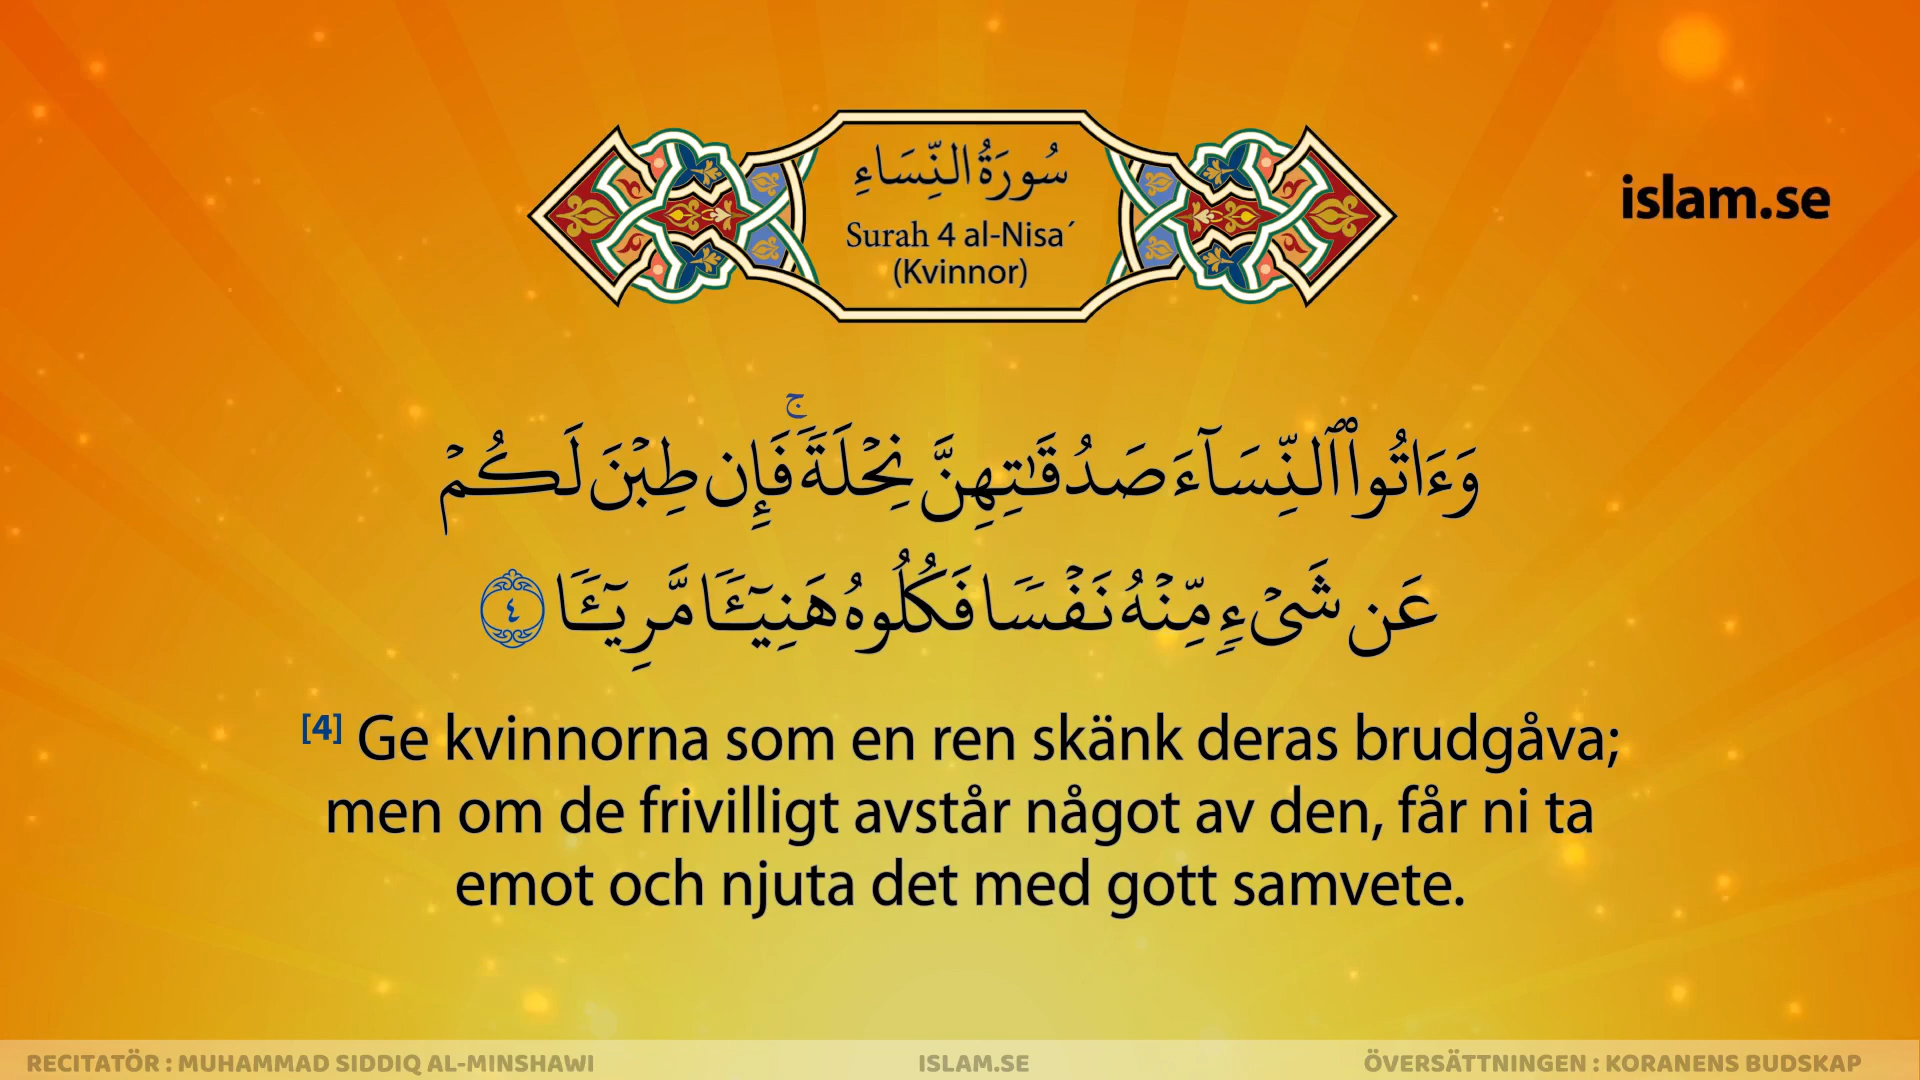 سُورَةُ النِّسَاءِ
Surah 4 al-Nisa´
(Kvinnor)
islam.se
وَءَاتُوا۟ ٱلنِّسَآءَ صَدُقَـٰتِهِنَّ نِحْلَةً ۚ فَإِن طِبْنَ لَكُمْ
عَن شَىْءٍ مِّنْهُ نَفْسًا فَكُلُوهُ هَنِيٓـًٔا مَّرِيٓـًٔا ٤
[4] Ge kvinnorna som en ren skänk deras brudgåva;
men om de frivilligt avstår något av den, får ni ta
emot och njuta det med gott samvete.
RECITATÖR : MUHAMMAD SIDDIQ AL-MINSHAWI
ISLAM.SE
ÖVERSÄTTNINGEN : KORANENS BUDSKAP